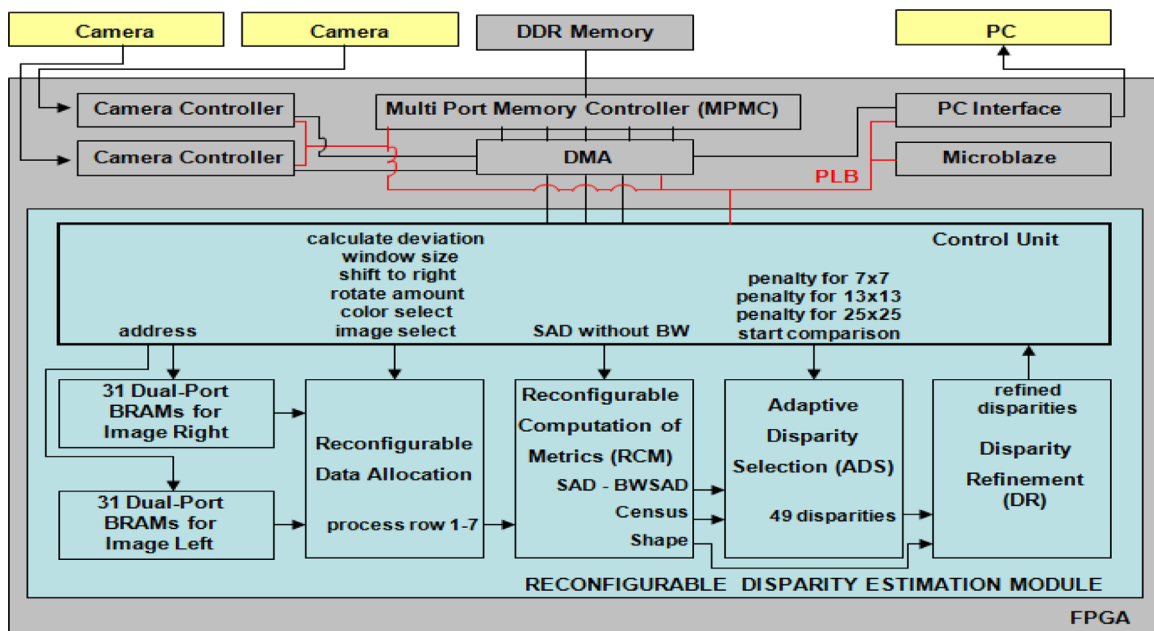 Camera
Camera
DDR Memory
PC
Camera Controller
Multi Port Memory Controller (MPMC)
PC Interface
Camera Controller
DMA
Microblaze
PLB
calculate deviation
window size
shift to right
rotate amount
color select
image select
Control Unit
penalty for 7x7
penalty for 13x13
penalty for 25x25
start comparison
address
SAD without BW
31 Dual-Port
BRAMs for
Image Right
31 Dual-Port
BRAMs for
Image Left
Reconfigurable
Data Allocation
process row 1-7
Reconfigurable
Computation of
Metrics (RCM)
SAD - BWSAD
Census
Shape
Adaptive
Disparity
Selection (ADS)
49 disparities
refined
disparities
Disparity
Refinement
(DR)
RECONFIGURABLE DISPARITY ESTIMATION MODULE
FPGA